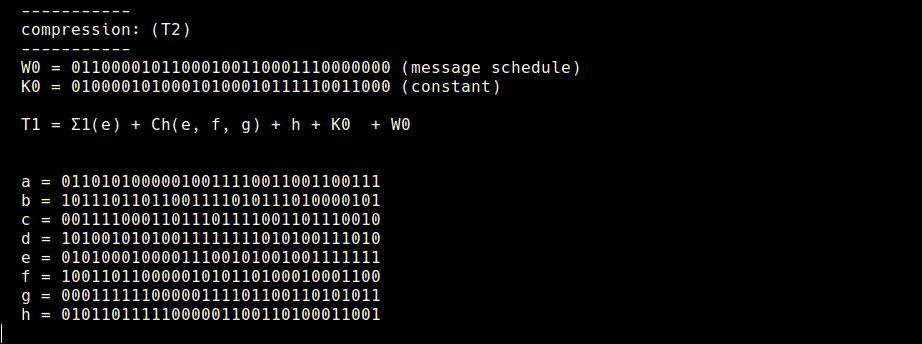 -----------
compression: (T2)
-----------
W0 = 01100001011000100110001110000000 (message schedule)
K0 = 01000010100010100010111110011000 (constant)
T1 = Σ1(e) + Ch(e, f, g) + h + K0  + W0
a = 01101010000010011110011001100111
b = 10111011011001111010111010000101
c = 00111100011011101111001101110010
d = 10100101010011111111010100111010
e = 01010001000011100101001001111111
f = 10011011000001010110100010001100
g = 00011111100000111101100110101011
h = 01011011111000001100110100011001